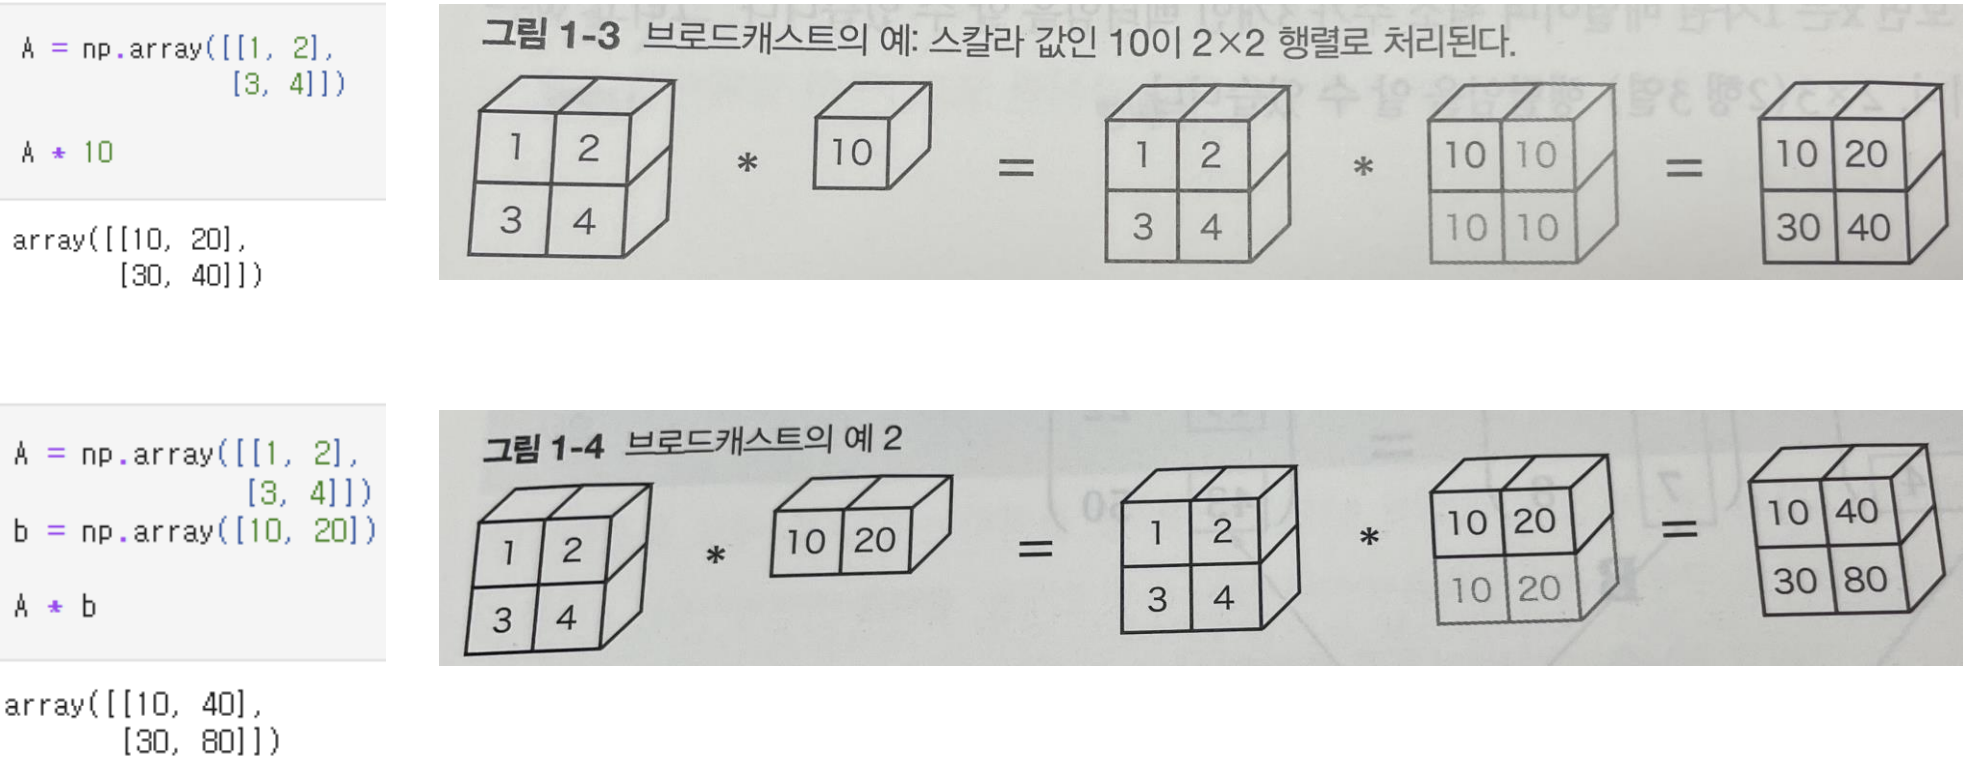 A = np.array([[1, 2],
[3, 4]])
A * 10
array([[10, 20],
[30, 40]])
그림 1-3 브로드캐스트의 예: 스칼라 값인 10이 2×2 행렬로 처리된다.
1 2 * 10 = 1 2 * 10 10 = 10 20
3 4 3 4 10 10 30 40
A = np.array([[1, 2],
[3, 4]])
b = np.array([10, 20])
A * b
array([[10, 40],
[30, 80]])
그림 1-4 브로드캐스트의 예 2
1 2 * 10 20 = 1 2 * 10 20 = 10 40
3 4 3 4 10 20 30 80